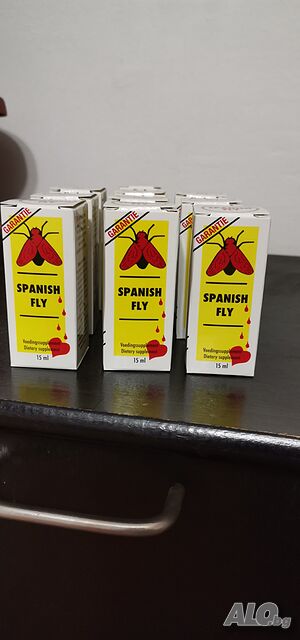 GARANTIE
SPANISH
FLY
Voedingssupplement
Dietary supplement
15 ml
GARANTIE
SPANISH
FLY
Voedingssupplement
Dietary supplement
15 ml
GARANTIE
SPANISH
FLY
Voedingssupplement
Dietary supplement
15 ml
ALO.bg